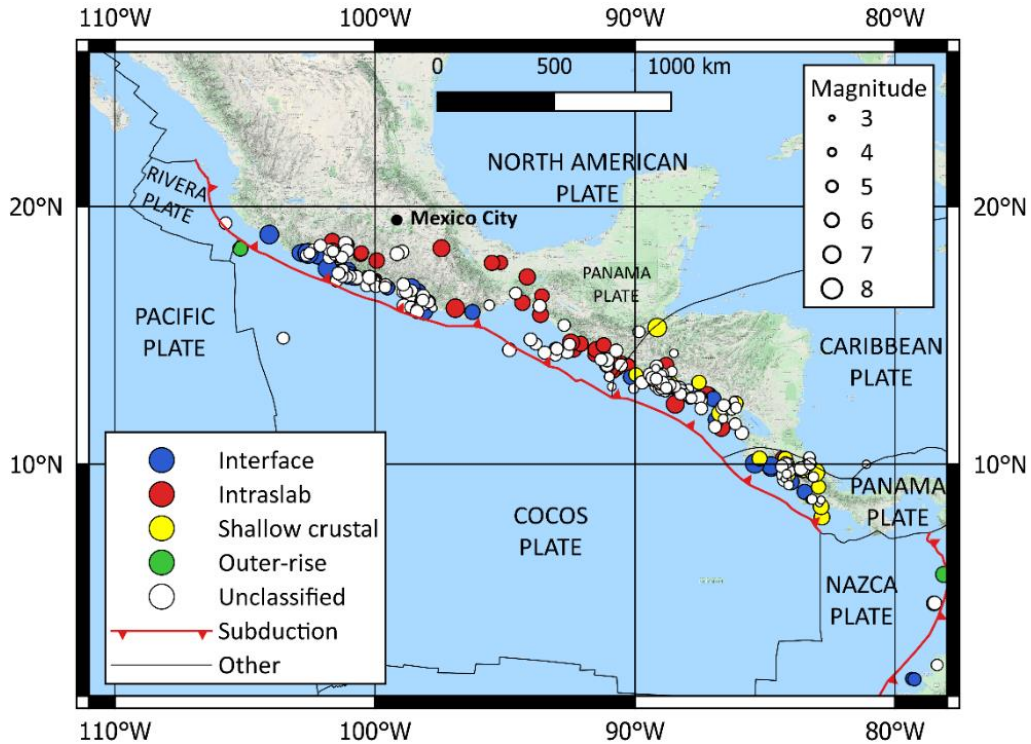 110°W 100°W 90°W 80°W
0 500 1000 km
Magnitude
3
4
5
6
7
8
NORTH AMERICAN
PLATE
RIVERA
PLATE
20°N 20°N
Mexico City
PANAMA
PLATE
PACIFIC
PLATE
CARIBBEAN
PLATE
Interface
Intraslab
Shallow crustal
Outer-rise
Unclassified
Subduction
Other
10°N 10°N
COCOS
PLATE
PANAMA
PLATE
NAZCA
PLATE
110°W 100°W 90°W 80°W